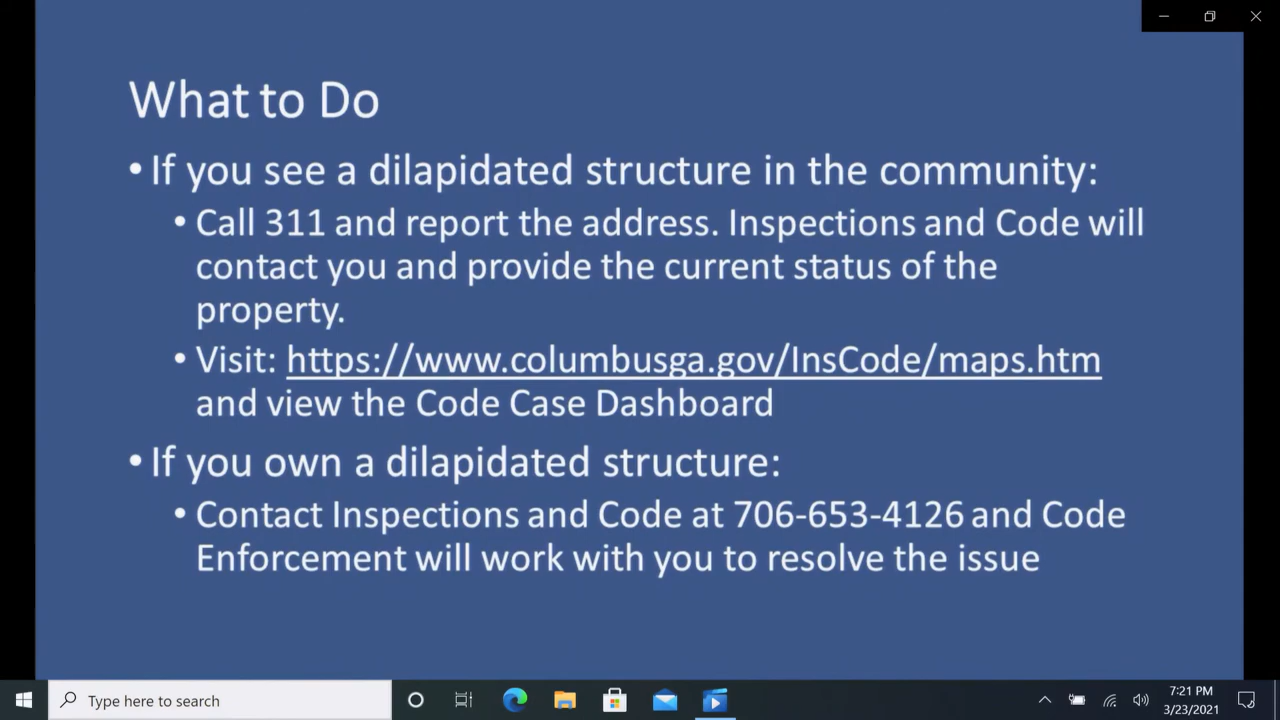 What to Do
• If you see a dilapidated structure in the community:
• Call 311 and report the address. Inspections and Code will
contact you and provide the current status of the
property.
• Visit: https://www.columbusga.gov/InsCode/maps.htm
and view the Code Case Dashboard
• If you own a dilapidated structure:
• Contact Inspections and Code at 706-653-4126 and Code
Enforcement will work with you to resolve the issue
Type here to search
7:21 PM
3/23/2021